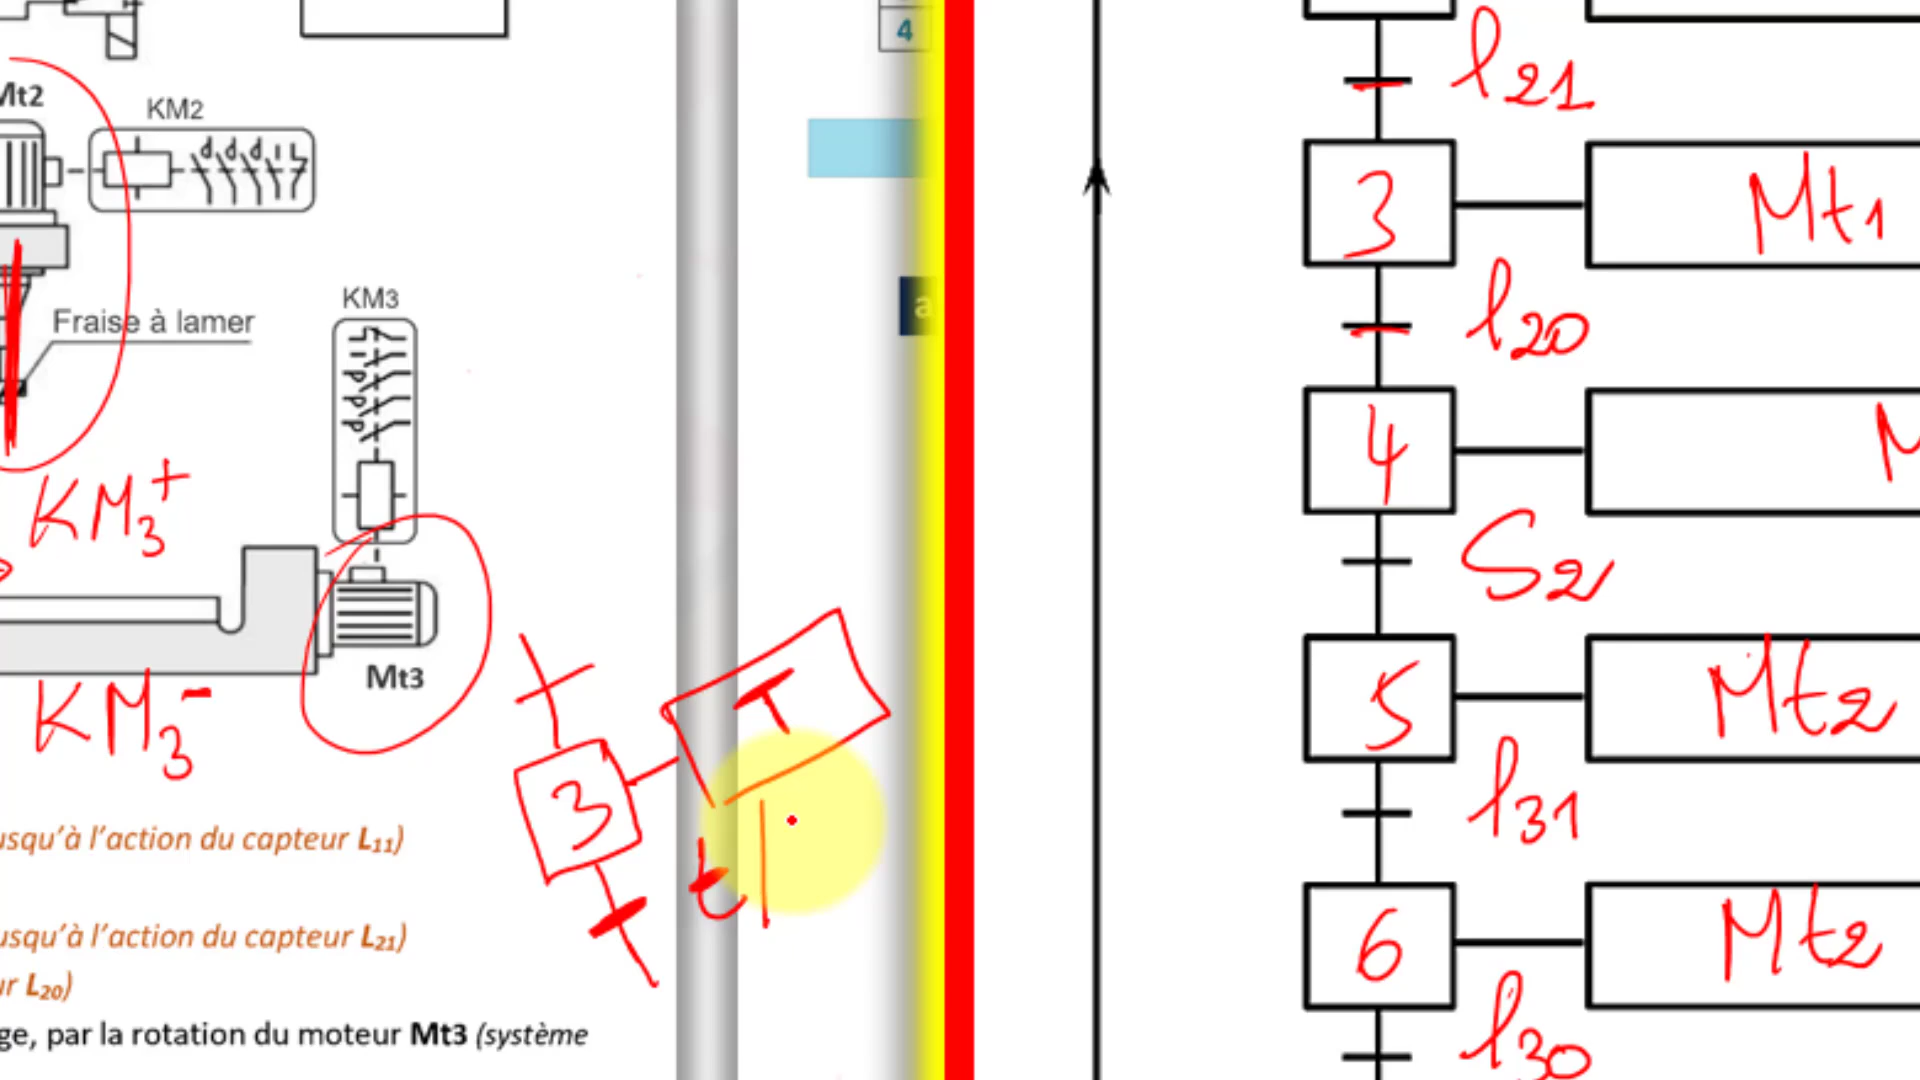 Mt2
KM2
Fraise à lamer
KM3
KM3+
Mt3
KM3-
3
T
t1
usqu'à l'action du capteur L11)
usqu'à l'action du capteur L21)
ur L20)
ge, par la rotation du moteur Mt3 (système
4
a
l21
3
Mt1
l20
4
M
S2
5
Mt2
l31
6
Mt2
l30